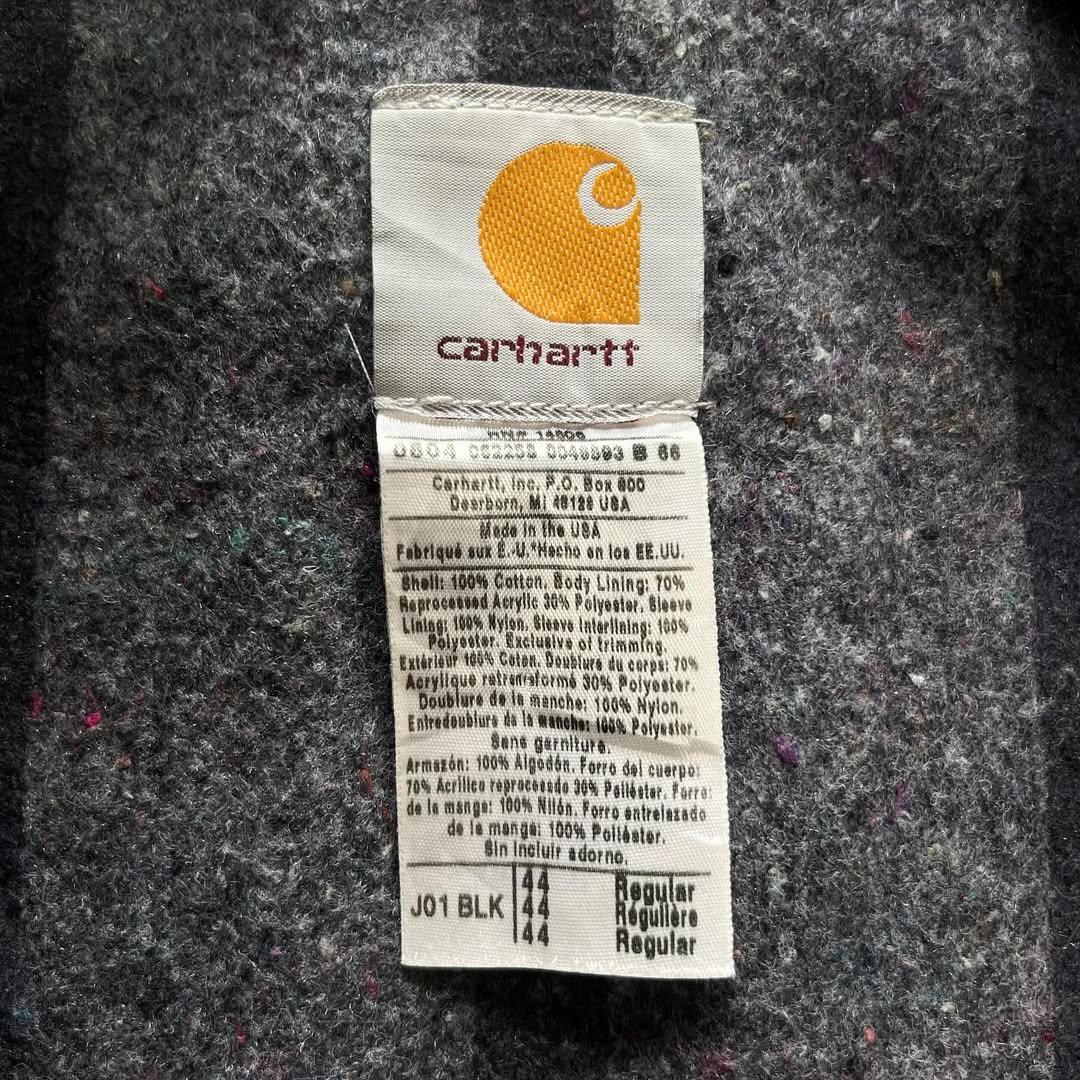 carhartt
RN# 14806
0804
Carhartt, Inc. P.O. Box 600
Dearborn, MI 48126 USA
Made in the USA
Fabriqué aux É.-U.*Hecho en los EE.UU.
Shell: 100% Cotton. Body Lining: 70%
Reprocessed Acrylic 30% Polyester. Sleeve
Lining: 100% Nylon. Sleeve Interlining: 100%
Polyester. Exclusive of trimming.
Extérieur 100% Coton. Doublure du corps: 70%
Acrylique retransformé 30% Polyester.
Doublure de la manche: 100% Nylon.
Entredoublure de la manche: 100% Polyester.
Sans garniture.
Armazón: 100% Algodón. Forro del cuerpo:
70% Acrílico reprocesado 30% Poliéster. Forro:
de la manga: 100% Nilón. Forro entrelazado
de la manga: 100% Poliéster.
Sin incluir adorno.
J01 BLK 44 Regular
44 Régulière
44 Regular